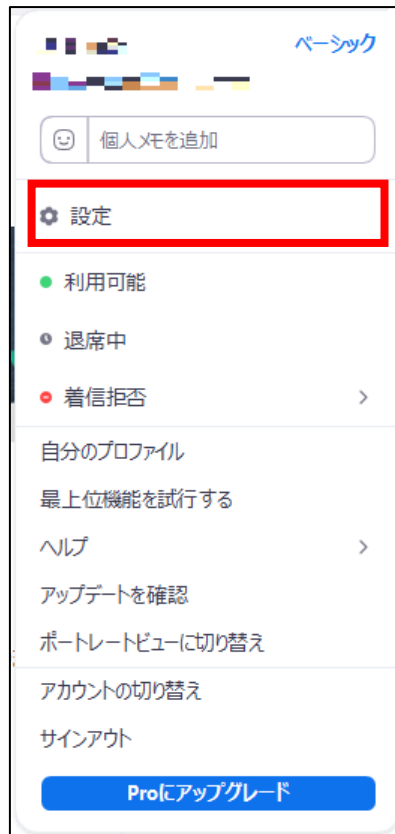 ベーシック
個人メモを追加
設定
利用可能
退席中
着信拒否
自分のプロファイル
最上位機能を試行する
ヘルプ
アップデートを確認
ポートレートビューに切り替え
アカウントの切り替え
サインアウト
Proにアップグレード